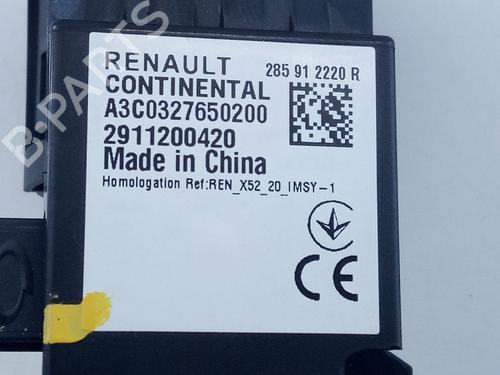 RENAULT 285 91 2220 R
CONTINENTAL
A3C0327650200
2911200420
Made in China
Homologation Ref:REN_X52_20_IMSY-1
CE
B-PARTS